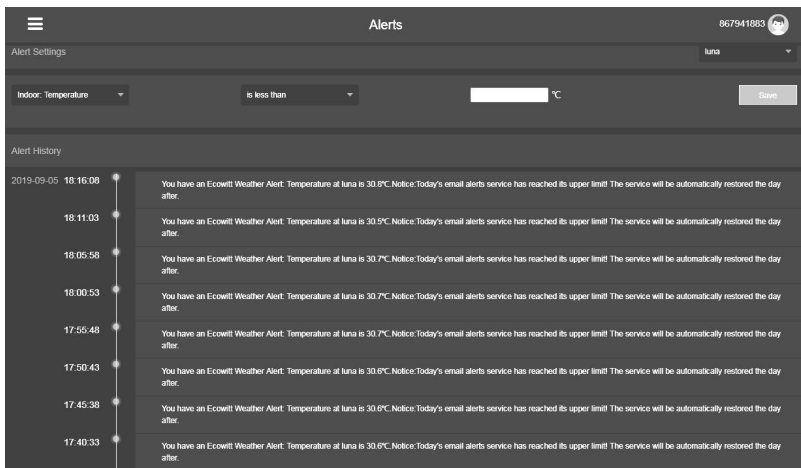 Alerts
867941883
Alert Settings
luna
Indoor: Temperature
is less than
℃
Save
Alert History
2019-09-05 18:16:08
You have an Ecowitt Weather Alert: Temperature at luna is 30.8℃.Notice:Today's email alerts service has reached its upper limit! The service will be automatically restored the day
after.
18:11:03
You have an Ecowitt Weather Alert: Temperature at luna is 30.5℃.Notice:Today's email alerts service has reached its upper limit! The service will be automatically restored the day
after.
18:05:58
You have an Ecowitt Weather Alert: Temperature at luna is 30.7℃.Notice:Today's email alerts service has reached its upper limit! The service will be automatically restored the day
after.
18:00:53
You have an Ecowitt Weather Alert: Temperature at luna is 30.7℃.Notice:Today's email alerts service has reached its upper limit! The service will be automatically restored the day
after.
17:55:48
You have an Ecowitt Weather Alert: Temperature at luna is 30.7℃.Notice:Today's email alerts service has reached its upper limit! The service will be automatically restored the day
after.
17:50:43
You have an Ecowitt Weather Alert: Temperature at luna is 30.6℃.Notice:Today's email alerts service has reached its upper limit! The service will be automatically restored the day
after.
17:45:38
You have an Ecowitt Weather Alert: Temperature at luna is 30.6℃.Notice:Today's email alerts service has reached its upper limit! The service will be automatically restored the day
after.
17:40:33
You have an Ecowitt Weather Alert: Temperature at luna is 30.6℃.Notice:Today's email alerts service has reached its upper limit! The service will be automatically restored the day
after.